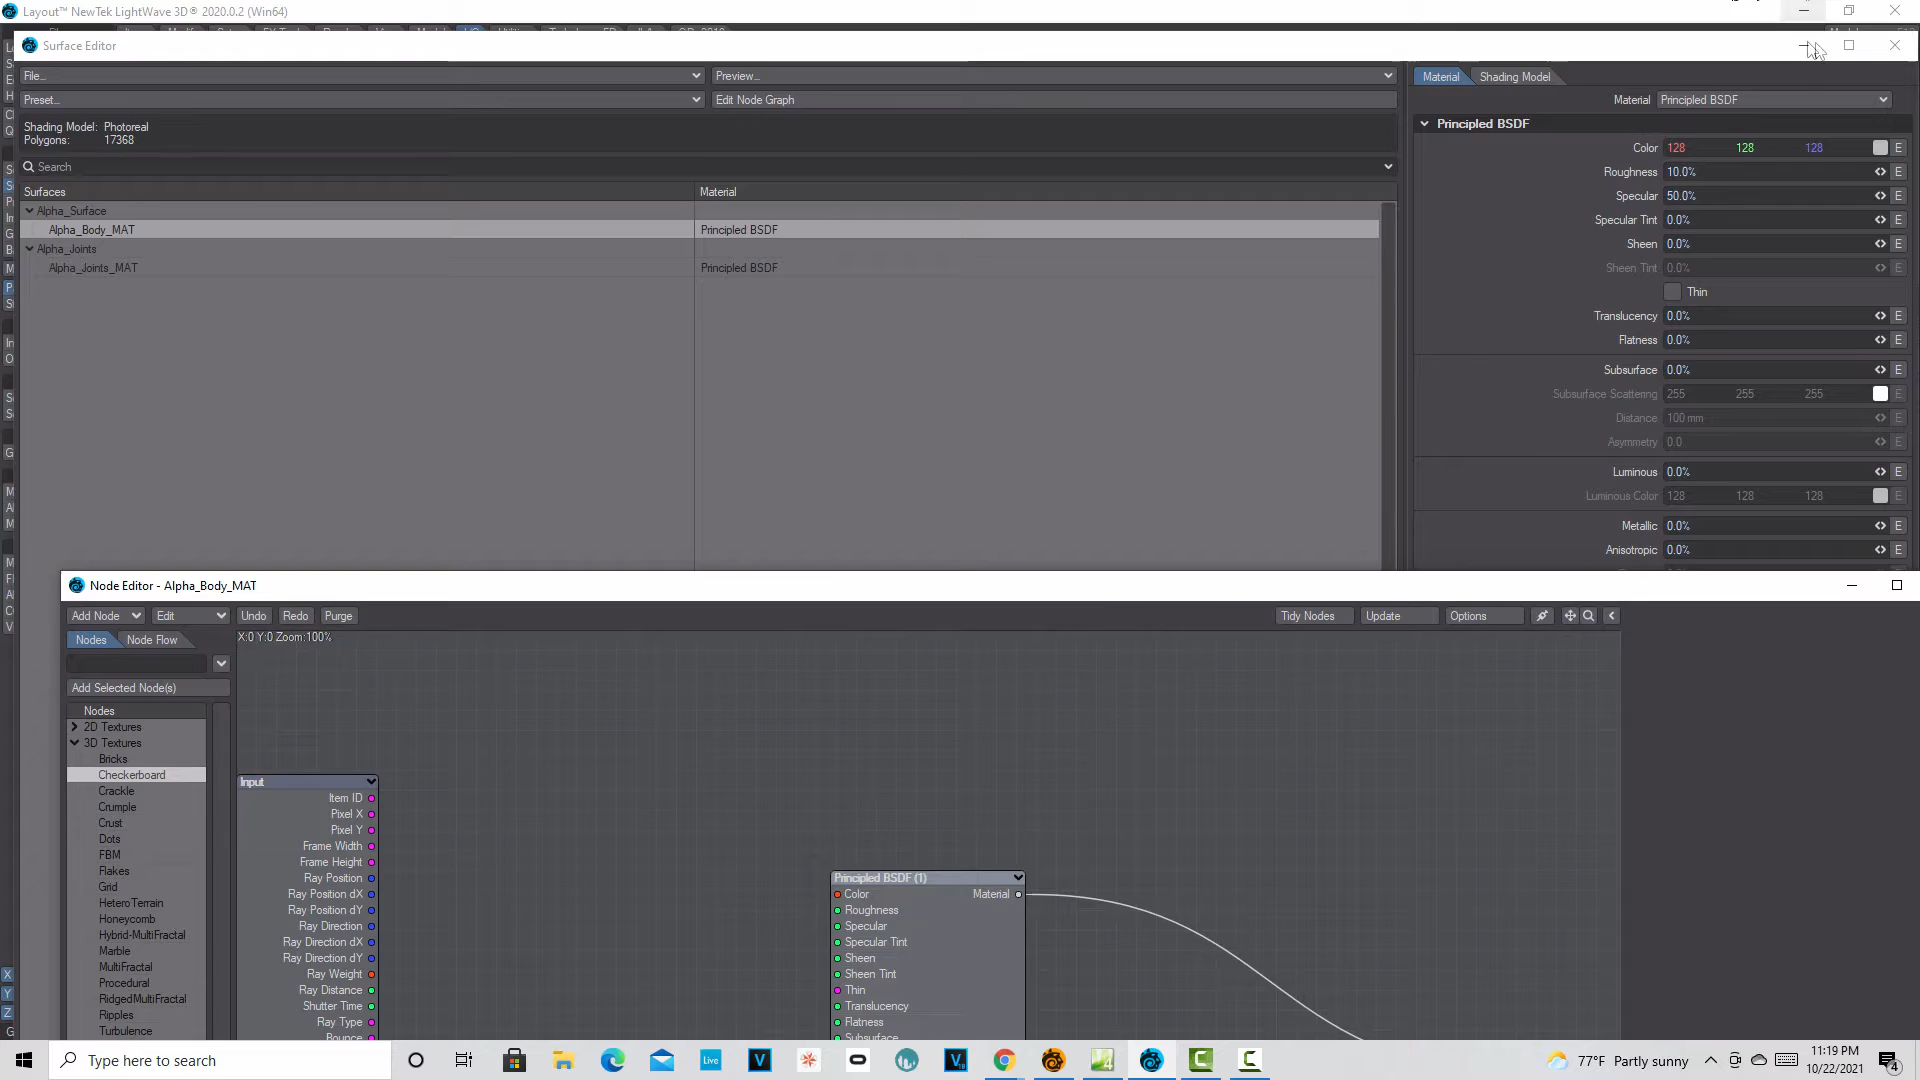 Layout™ NewTek LightWave 3D® 2020.0.2 (Win64)
Surface Editor
File...
Preview...
Preset...
Edit Node Graph
Shading Model: Photoreal
Polygons: 17368
Search
Surfaces
Material
Alpha_Surface
Alpha_Body_MAT
Principled BSDF
Alpha_Joints
Alpha_Joints_MAT
Principled BSDF
Material
Shading Model
Material
Principled BSDF
Principled BSDF
Color 128 128 128 E
Roughness 10.0% E
Specular 50.0% E
Specular Tint 0.0% E
Sheen 0.0% E
Sheen Tint 0.0% E
Thin
Translucency 0.0% E
Flatness 0.0% E
Subsurface 0.0% E
Subsurface Scattering 255 255 255 E
Distance 100 mm E
Asymmetry 0.0 E
Luminous 0.0% E
Luminous Color 128 128 128 E
Metallic 0.0% E
Anisotropic 0.0% E
Node Editor - Alpha_Body_MAT
Add Node
Edit
Undo
Redo
Purge
Tidy Nodes
Update
Options
Nodes
Node Flow
X:0 Y:0 Zoom:100%
Add Selected Node(s)
Nodes
2D Textures
3D Textures
Bricks
Checkerboard
Crackle
Crumple
Crust
Dots
FBM
Flakes
Grid
HeteroTerrain
Honeycomb
Hybrid-MultiFractal
Marble
MultiFractal
Procedural
RidgedMultiFractal
Ripples
Turbulence
Input
Item ID
Pixel X
Pixel Y
Frame Width
Frame Height
Ray Position
Ray Position dX
Ray Position dY
Ray Direction
Ray Direction dX
Ray Direction dY
Ray Weight
Ray Distance
Shutter Time
Ray Type
Bounce
Principled BSDF (1)
Color
Material
Roughness
Specular
Specular Tint
Sheen
Sheen Tint
Thin
Translucency
Flatness
Subsurface
X
Y
Z
Type here to search
Live
77°F Partly sunny
11:19 PM
10/22/2021
4